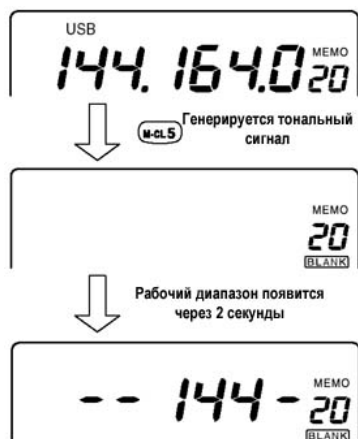 USB
144.164.0 MEMO 20
M-CL 5 Генерируется тональный
сигнал
MEMO
20
BLANK
Рабочий диапазон появится
через 2 секунды
-- 144- MEMO 20
BLANK